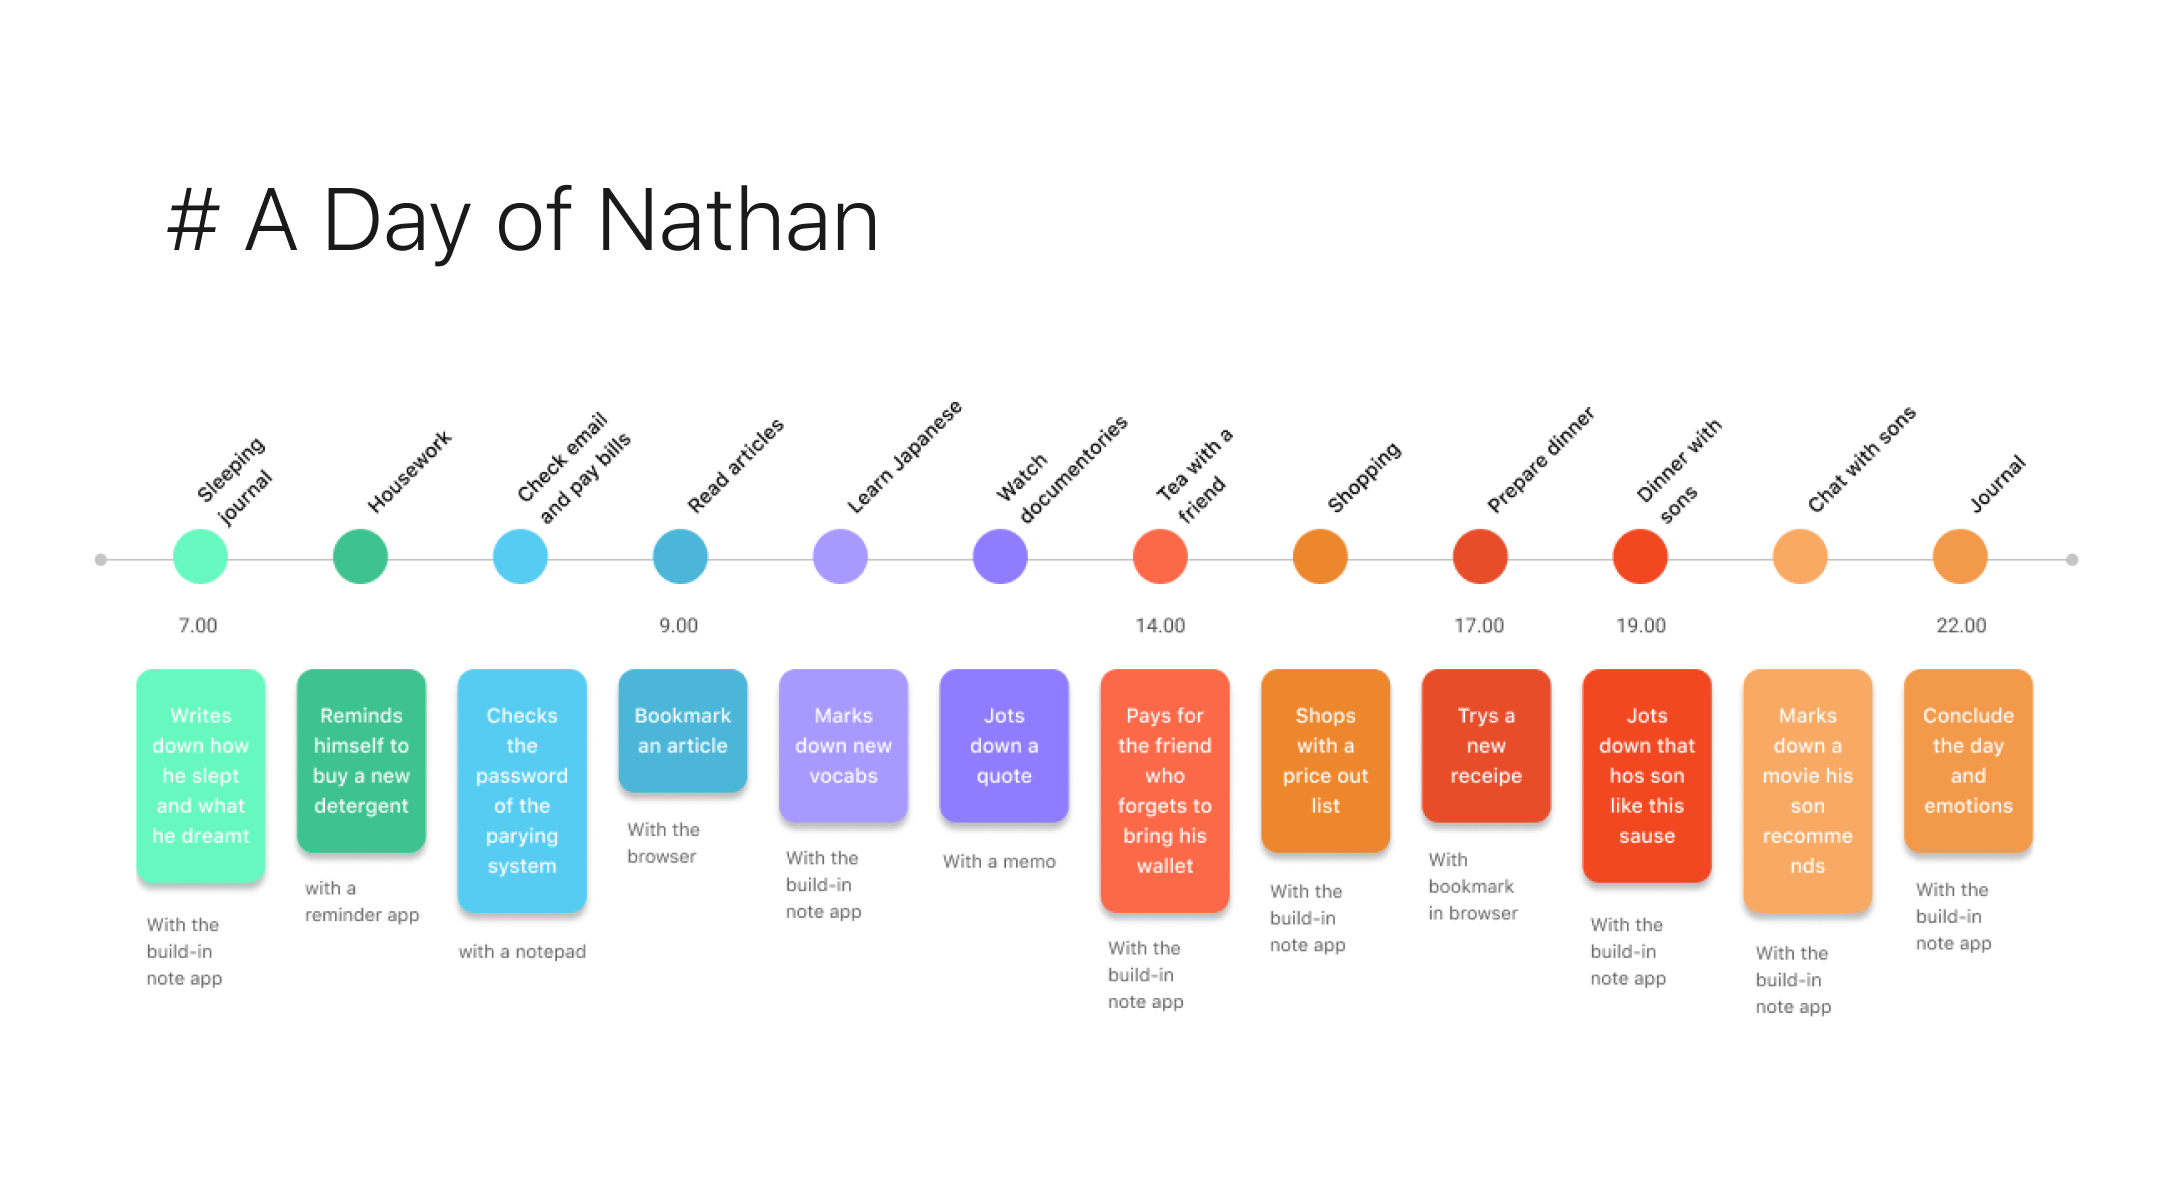 # A Day of Nathan
Sleeping
journal
Housework
Check email
and pay bills
Read articles
Learn Japanese
Watch
documentories
Tea with a
friend
Shopping
Prepare dinner
Dinner with
sons
Chat with sons
Journal
7.00
9.00
14.00
17.00
19.00
22.00
Writes
down how
he slept
and what
he dreamt
With the
build-in
note app
Reminds
himself to
buy a new
detergent
with a
reminder app
Checks
the
password
of the
parying
system
with a notepad
Bookmark
an article
With the
browser
Marks
down new
vocabs
With the
build-in
note app
Jots
down a
quote
With a memo
Pays for
the friend
who
forgets to
bring his
wallet
With the
build-in
note app
Shops
with a
price out
list
With the
build-in
note app
Trys a
new
receipe
With
bookmark
in browser
Jots
down that
hos son
like this
sause
With the
build-in
note app
Marks
down a
movie his
son
recomme
nds
With the
build-in
note app
Conclude
the day
and
emotions
With the
build-in
note app